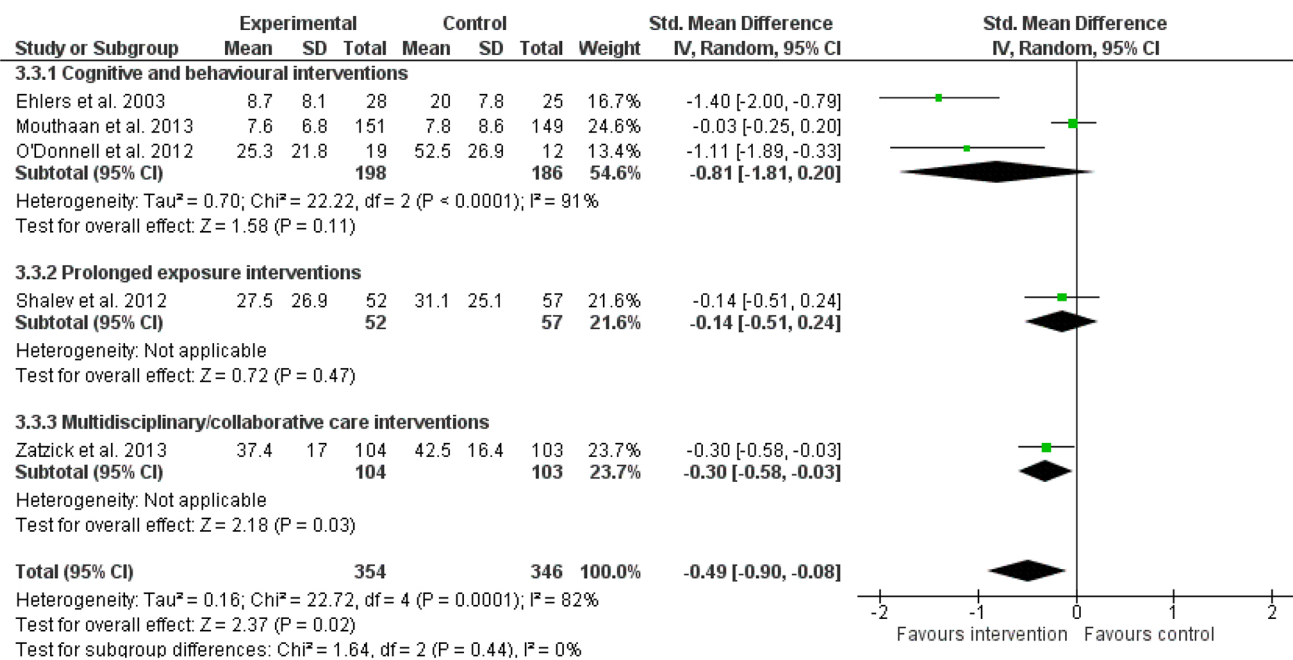 Experimental Control Std. Mean Difference Std. Mean Difference
Study or Subgroup Mean SD Total Mean SD Total Weight IV, Random, 95% CI IV, Random, 95% CI
3.3.1 Cognitive and behavioural interventions
Ehlers et al. 2003 8.7 8.1 28 20 7.8 25 16.7% -1.40 [-2.00, -0.79]
Mouthaan et al. 2013 7.6 6.8 151 7.8 8.6 149 24.6% -0.03 [-0.25, 0.20]
O'Donnell et al. 2012 25.3 21.8 19 52.5 26.9 12 13.4% -1.11 [-1.89, -0.33]
Subtotal (95% CI) 198 186 54.6% -0.81 [-1.81, 0.20]
Heterogeneity: Tau² = 0.70; Chi² = 22.22, df = 2 (P < 0.0001); I² = 91%
Test for overall effect: Z = 1.58 (P = 0.11)
3.3.2 Prolonged exposure interventions
Shalev et al. 2012 27.5 26.9 52 31.1 25.1 57 21.6% -0.14 [-0.51, 0.24]
Subtotal (95% CI) 52 57 21.6% -0.14 [-0.51, 0.24]
Heterogeneity: Not applicable
Test for overall effect: Z = 0.72 (P = 0.47)
3.3.3 Multidisciplinary/collaborative care interventions
Zatzick et al. 2013 37.4 17 104 42.5 16.4 103 23.7% -0.30 [-0.58, -0.03]
Subtotal (95% CI) 104 103 23.7% -0.30 [-0.58, -0.03]
Heterogeneity: Not applicable
Test for overall effect: Z = 2.18 (P = 0.03)
Total (95% CI) 354 346 100.0% -0.49 [-0.90, -0.08]
Heterogeneity: Tau² = 0.16; Chi² = 22.72, df = 4 (P = 0.0001); I² = 82%
Test for overall effect: Z = 2.37 (P = 0.02)
Test for subgroup differences: Chi² = 1.64, df = 2 (P = 0.44), I² = 0%
-2 -1 0 1 2
Favours intervention Favours control